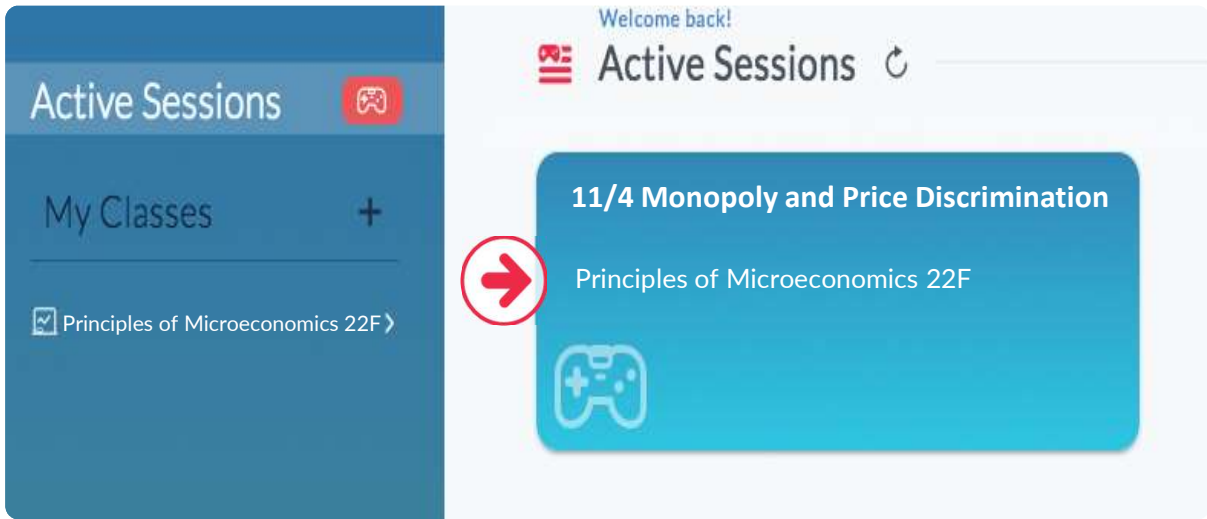 Active Sessions
My Classes +
Principles of Microeconomics 22F
Welcome back!
Active Sessions
11/4 Monopoly and Price Discrimination
Principles of Microeconomics 22F